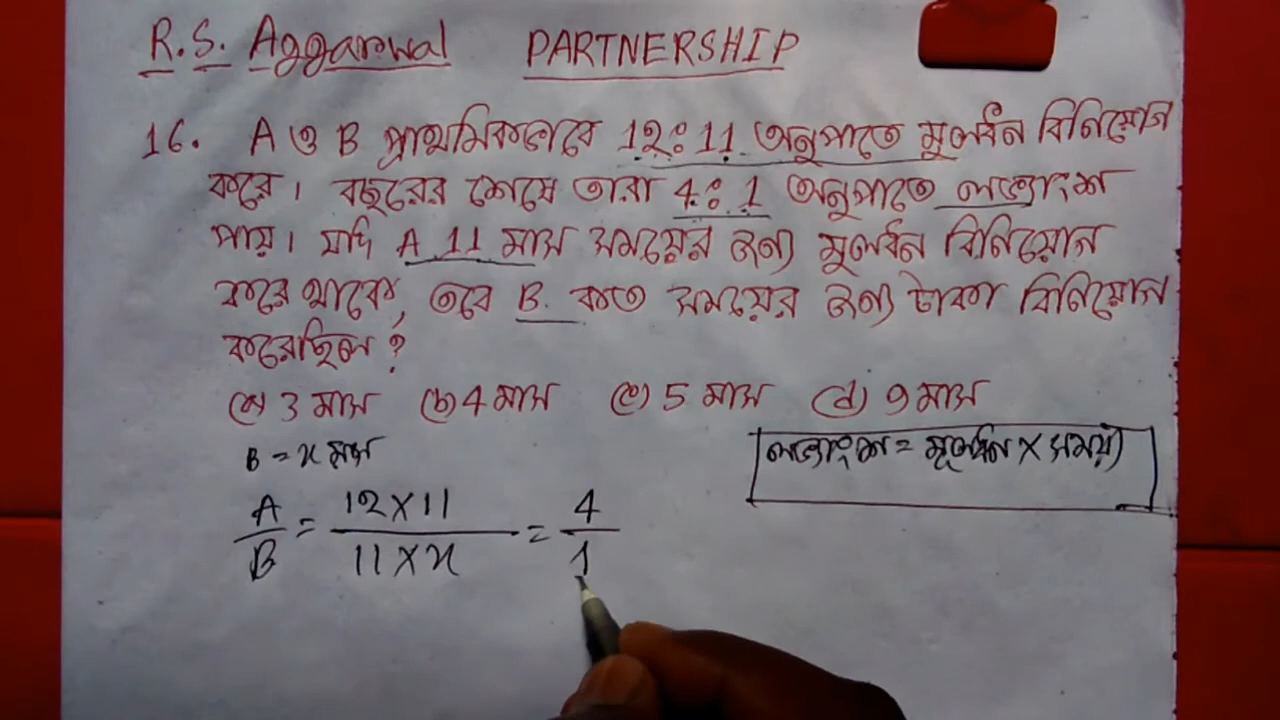 R.S. Aggarwal PARTNERSHIP
16. A ও B প্রাথমিকভাবে 12:11 অনুপাতে মূলধন বিনিয়োগ
করে। বছরের শেষে তারা 4:1 অনুপাতে লভ্যাংশ
পায়। যদি A 11 মাস সময়ের জন্য মূলধন বিনিয়োগ
করে থাকে, তবে B. কত সময়ের জন্য টাকা বিনিয়োগ
করেছিল?
(a) 3 মাস (b) 4 মাস (c) 5 মাস (d) 9 মাস
B = x মাস
লভ্যাংশ = মূলধন × সময়
A/B = 12×11/11×x = 4/1